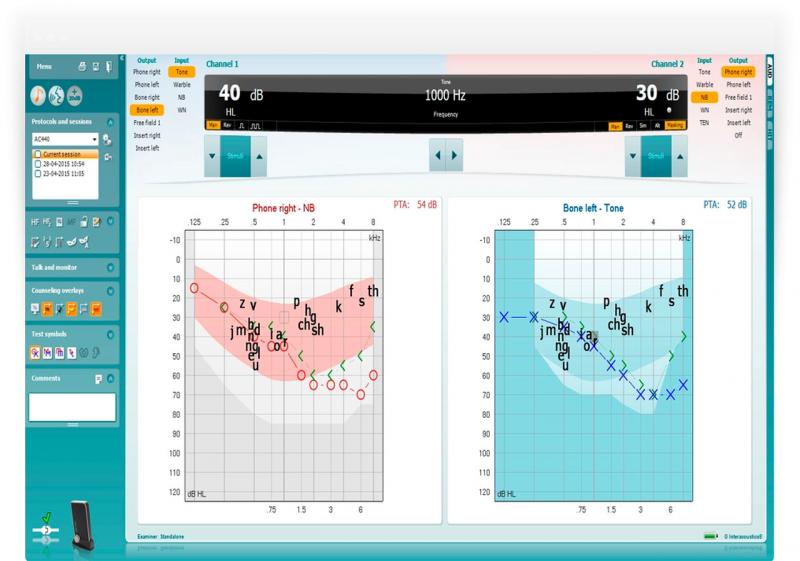 Menu
Protocols and sessions
AC440
Current session
28-04-2015 10:54
23-04-2015 11:05
HF
Talk and monitor
Counseling overlays
Test symbols
Comments
Output Input
Phone right Tone
Phone left Warble
Bone right NB
Bone left WN
Free field 1
Insert right
Insert left
Channel 1
Channel 2
40 dB
HL
Tone
1000 Hz
Frequency
30 dB
HL
Man Rev
Man Rev Sim Alt Masking
Stimuli
Stimuli
Input Output
Tone Phone right
Warble Phone left
NB Free field 1
WN Insert right
TEN Insert left
Off
AUD
Phone right - NB
PTA: 54 dB
.125 .25 .5 1 2 4 8
kHz
-10
0
10
20
30
40
50
60
70
80
90
100
110
120
dB HL
.75 1.5 3 6
z v
p
h
g
ch sh
k
f
s
th
j m
i a
o r
u
Bone left - Tone
PTA: 52 dB
.125 .25 .5 1 2 4 8
kHz
-10
0
10
20
30
40
50
60
70
80
90
100
110
120
dB HL
.75 1.5 3 6
z v
p
h
g
ch sh
k
f
s
th
j m
a
o r
u
Examiner: Standalone